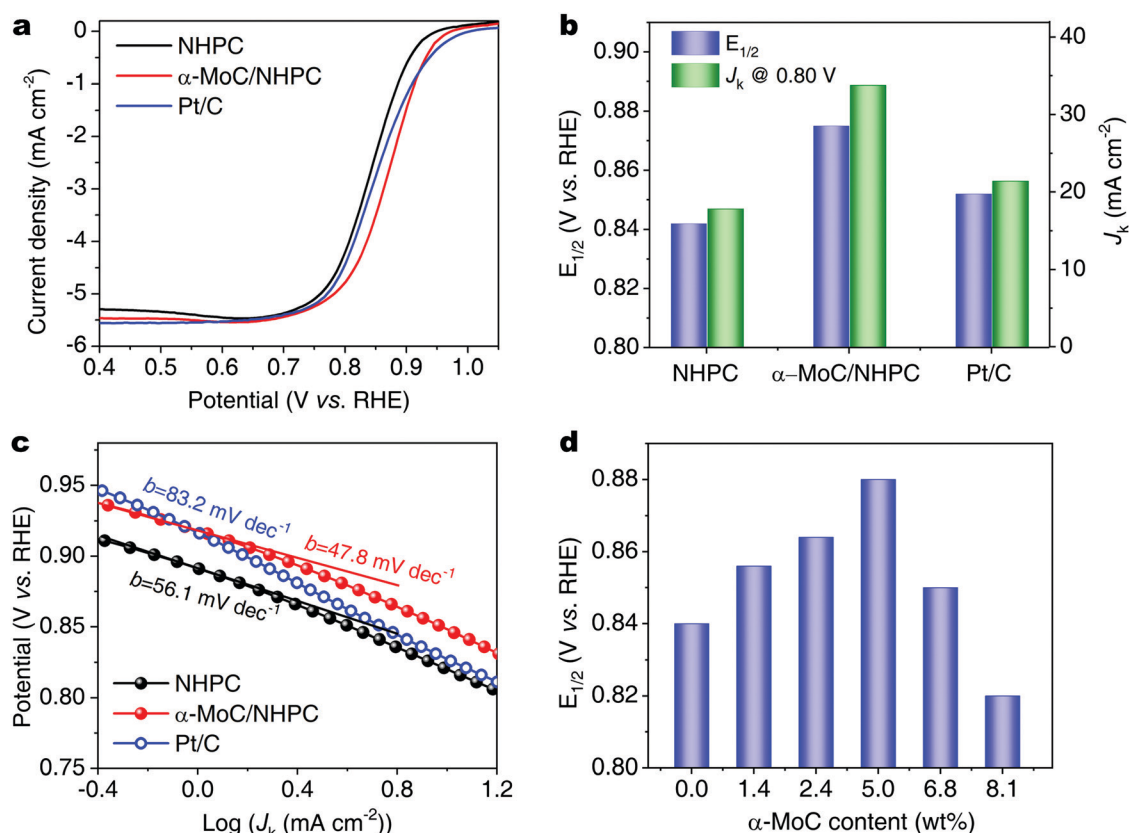 a
NHPC
α-MoC/NHPC
Pt/C
0
-1
-2
-3
-4
-5
-6
0.4 0.5 0.6 0.7 0.8 0.9 1.0
Current density (mA cm-2)
Potential (V vs. RHE)
b
E1/2
Jk @ 0.80 V
0.90
0.88
0.86
0.84
0.82
0.80
40
30
20
10
0
NHPC α–MoC/NHPC Pt/C
E1/2 (V vs. RHE)
Jk (mA cm-2)
c
b=83.2 mV dec-1
b=47.8 mV dec-1
b=56.1 mV dec-1
NHPC
α-MoC/NHPC
Pt/C
0.95
0.90
0.85
0.80
0.75
-0.4 0.0 0.4 0.8 1.2
Potential (V vs. RHE)
Log (Jk (mA cm-2)
d
0.88
0.86
0.84
0.82
0.80
0.0 1.4 2.4 5.0 6.8 8.1
E1/2 (V vs. RHE)
α-MoC content (wt%)